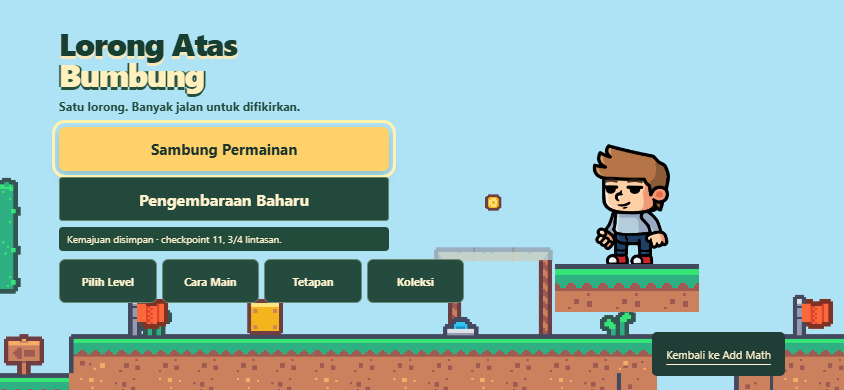 Lorong Atas
Bumbung
Satu lorong. Banyak jalan untuk difikirkan.
Sambung Permainan
Pengembaraan Baharu
Kemajuan disimpan · checkpoint 11, 3/4 lintasan.
Pilih Level
Cara Main
Tetapan
Koleksi
Kembali ke Add Math